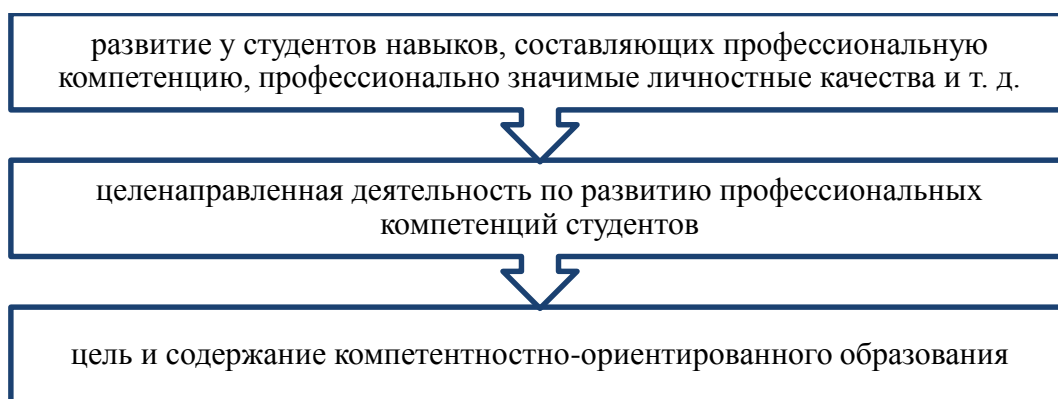 развитие у студентов навыков, составляющих профессиональную
компетенцию, профессионально значимые личностные качества и т. д.
целенаправленная деятельность по развитию профессиональных
компетенций студентов
цель и содержание компетентностно-ориентированного образования